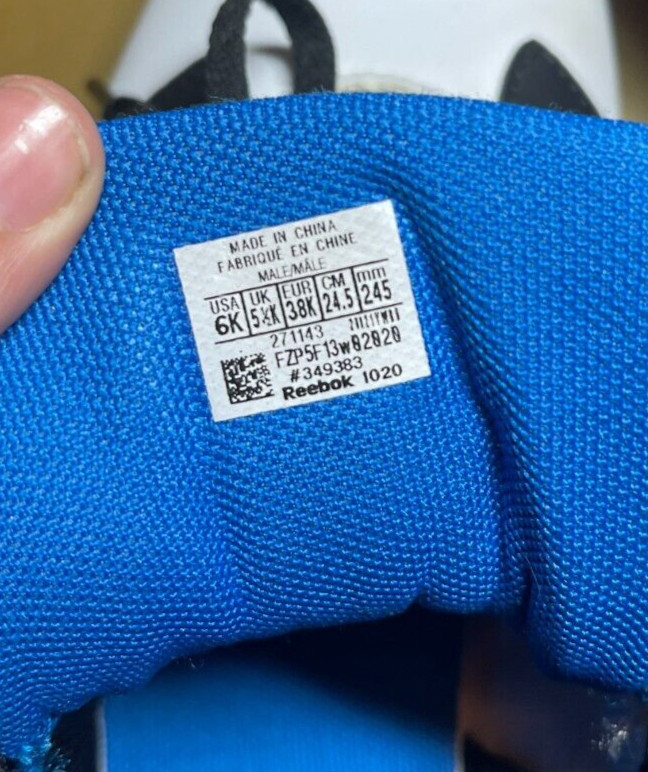 MADE IN CHINA
FABRIQUÉ EN CHINE
MALE/MÂLE
USA UK EUR CM mm
6K 5½K 38K 24.5 245
271143
FZP5F13W02020
#349383
Reebok 1020